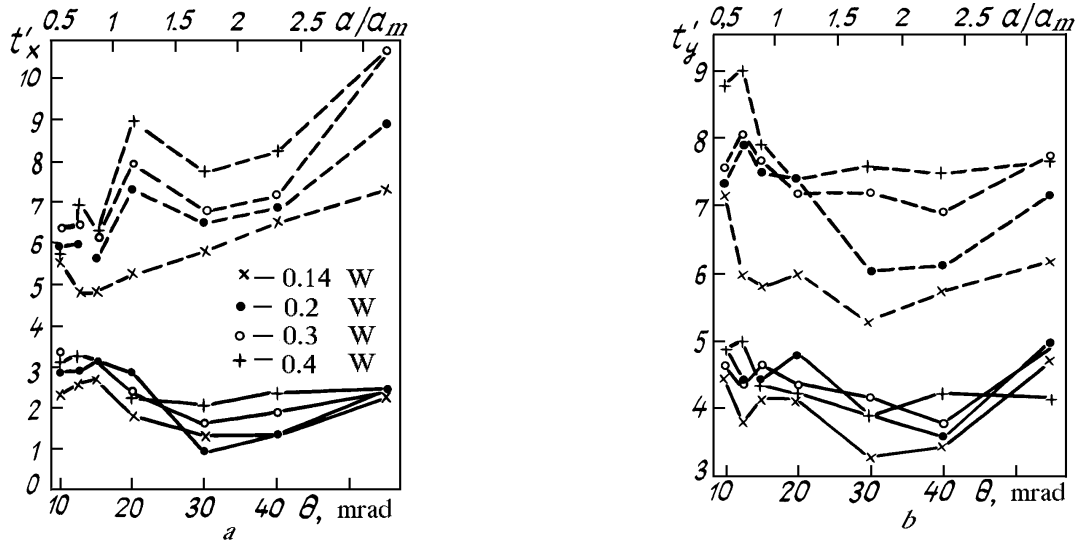 0.5 1 1.5 2 2.5 a/a_m
t'_x
10
9
8
7
6
5
4
3
2
1
0
× — 0.14 W
● — 0.2 W
○ — 0.3 W
+ — 0.4 W
10 20 30 40 θ, mrad
a
0,5 1 1.5 2 2.5 a/a_m
t'_y
9
8
7
6
5
4
3
10 20 30 40 θ, mrad
b